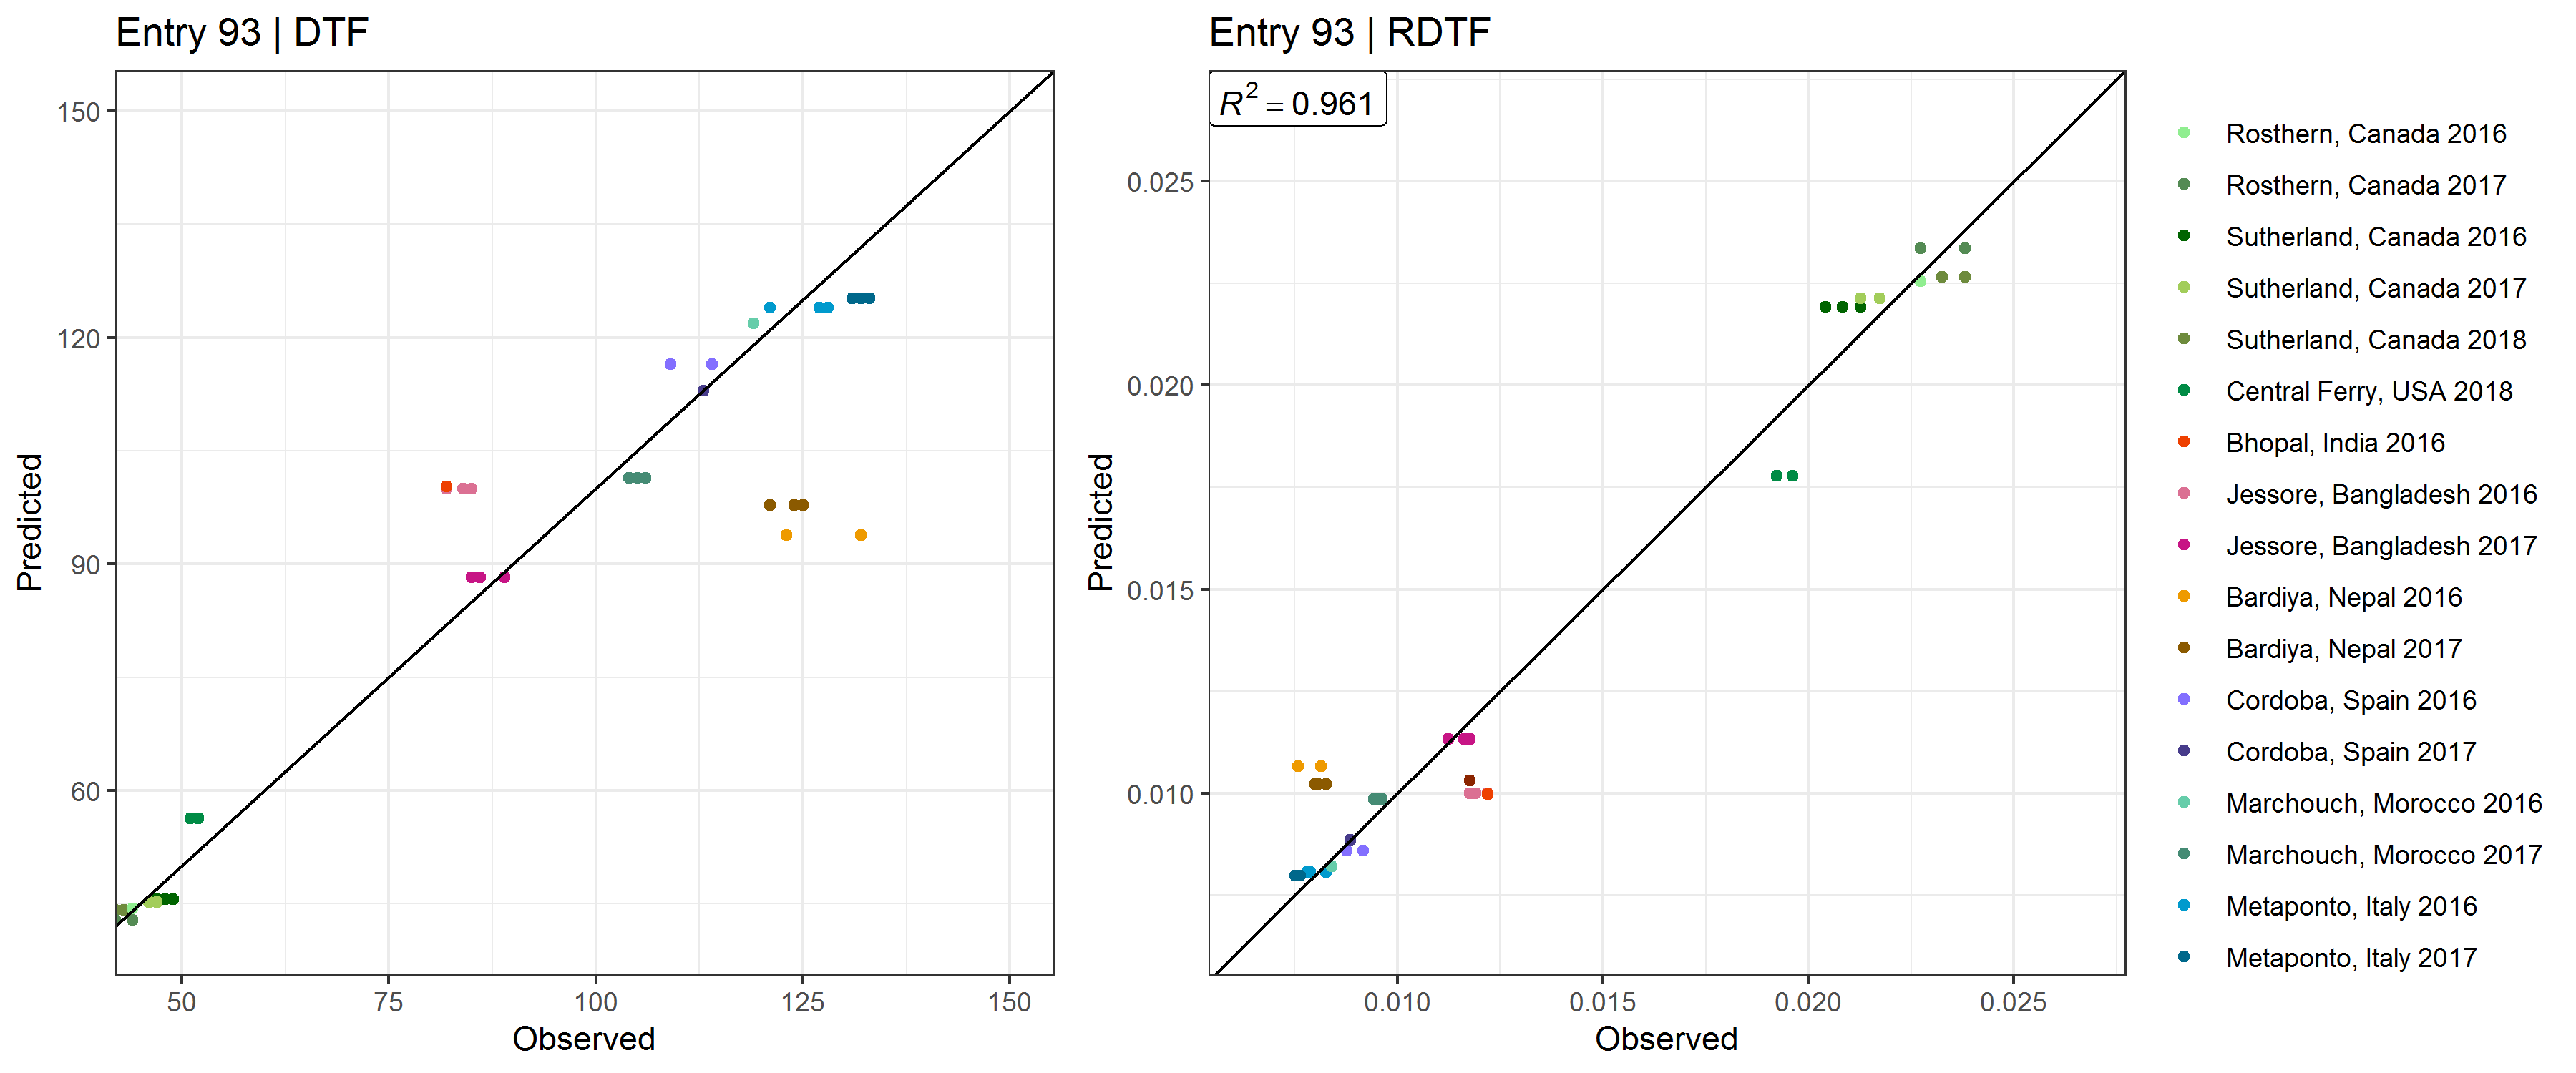 Entry 93 | DTF
150
120
90
60
Predicted
50
75
100
125
150
Observed
Entry 93 | RDTF
R² = 0.961
0.025
0.020
0.015
0.010
Predicted
0.010
0.015
0.020
0.025
Observed
Rosthern, Canada 2016
Rosthern, Canada 2017
Sutherland, Canada 2016
Sutherland, Canada 2017
Sutherland, Canada 2018
Central Ferry, USA 2018
Bhopal, India 2016
Jessore, Bangladesh 2016
Jessore, Bangladesh 2017
Bardiya, Nepal 2016
Bardiya, Nepal 2017
Cordoba, Spain 2016
Cordoba, Spain 2017
Marchouch, Morocco 2016
Marchouch, Morocco 2017
Metaponto, Italy 2016
Metaponto, Italy 2017